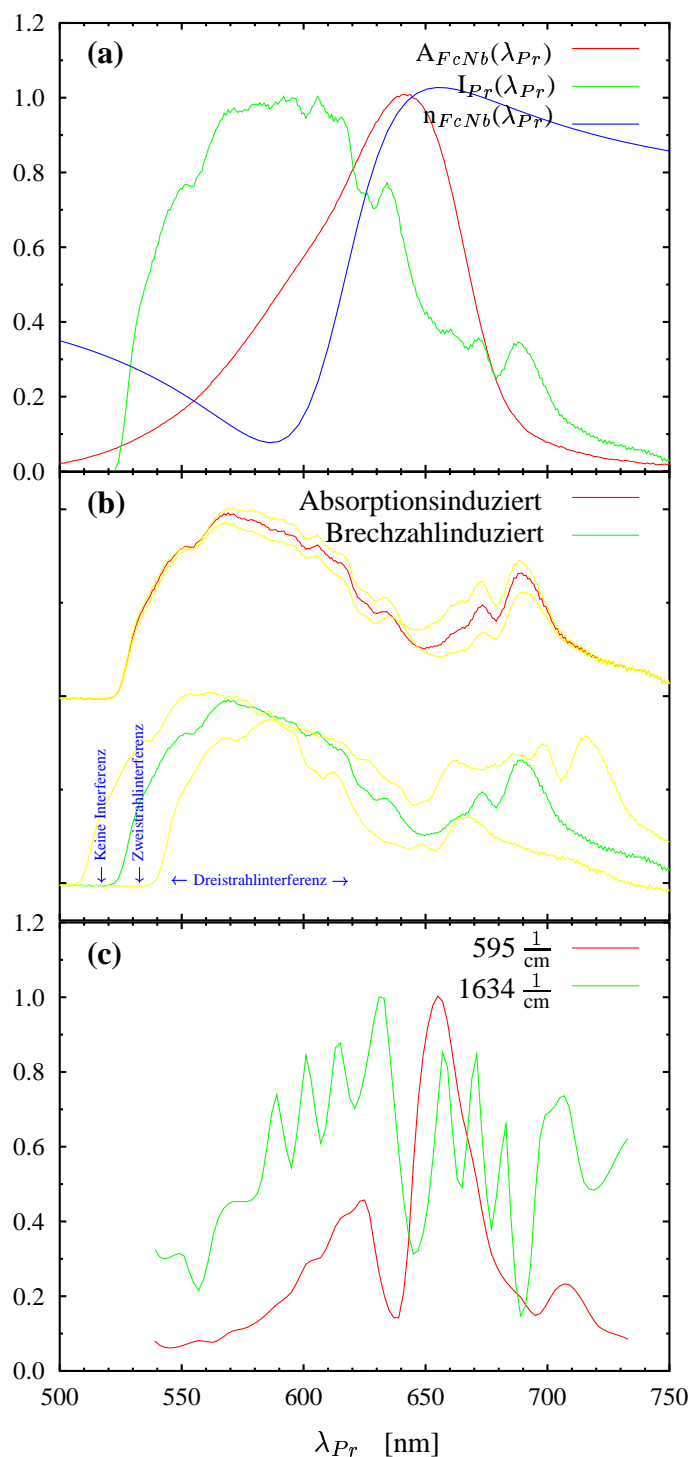 1.2
(a)
A_{FcNb}(λ_{Pr})
I_{Pr}(λ_{Pr})
n_{FcNb}(λ_{Pr})
1.0
0.8
0.6
0.4
0.2
0.0
(b)
Absorptionsinduziert
Brechzahlinduziert
← Keine Interferenz
← Zweistrahlinterferenz
← Dreistrahlinterferenz →
1.2
(c)
595 1/cm
1634 1/cm
1.0
0.8
0.6
0.4
0.2
0.0
500 550 600 650 700 750
λ_{Pr} [nm]